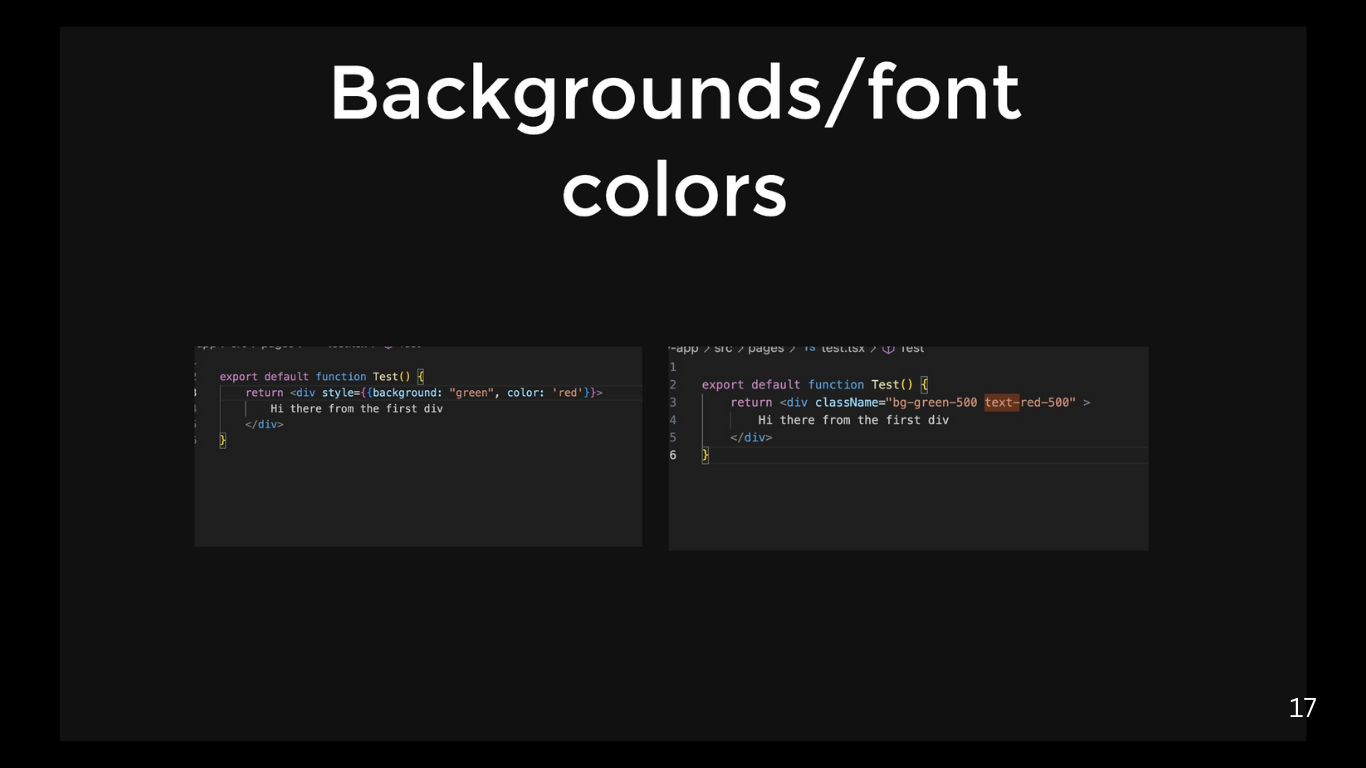 Backgrounds/font
colors
export default function Test() {
return <div style={{background: "green", color: 'red'}}>
Hi there from the first div
</div>
}
-app > src > pages > TS test.tsx > Test
1
2 export default function Test() {
3 return <div className="bg-green-500 text-red-500" >
4 Hi there from the first div
5 </div>
6 }
17